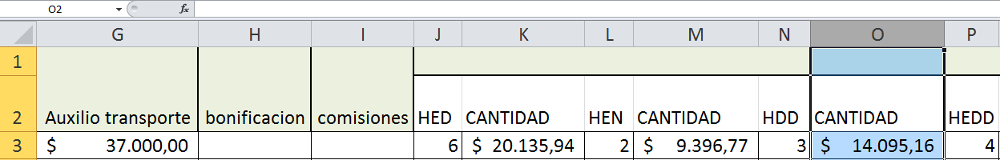 O2 fx
G H I J K L M N O P
1
2 Auxilio transporte bonificacion comisiones HED CANTIDAD HEN CANTIDAD HDD CANTIDAD HEDD
3 $ 37.000,00 6 $ 20.135,94 2 $ 9.396,77 3 $ 14.095,16 4